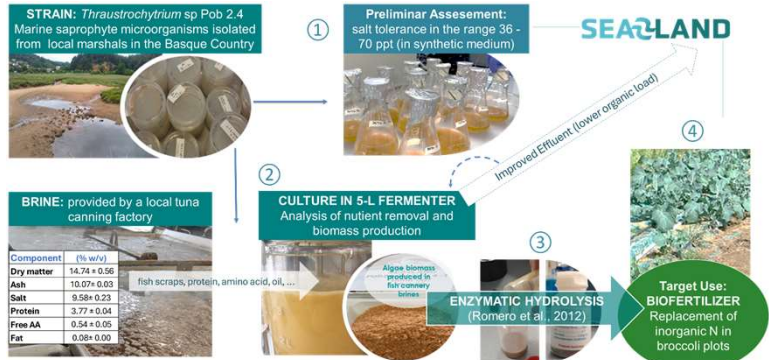 STRAIN: Thraustrochytrium sp Pob 2.4
Marine saprophyte microorganisms isolated
from local marshals in the Basque Country
1
Preliminar Assesement:
salt tolerance in the range 36 -
70 ppt (in synthetic medium)
SEA2LAND
4
Improved Effluent (lower organic load)
2
BRINE: provided by a local tuna
canning factory
CULTURE IN 5-L FERMENTER
Analysis of nutrient removal and
biomass production
Component (% w/v)
Dry matter 14.74 ± 0.56
Ash 10.07± 0.03
Salt 9.58± 0.23
Protein 3.77 ± 0.04
Free AA 0.54 ± 0.05
Fat 0.08± 0.00
fish scraps, protein, amino acid, oil, ...
Algae biomass
produced in
fish cannery
brines
3
ENZYMATIC HYDROLYSIS
(Romero et al., 2012)
Target Use:
BIOFERTILIZER
Replacement of
inorganic N in
broccoli plots